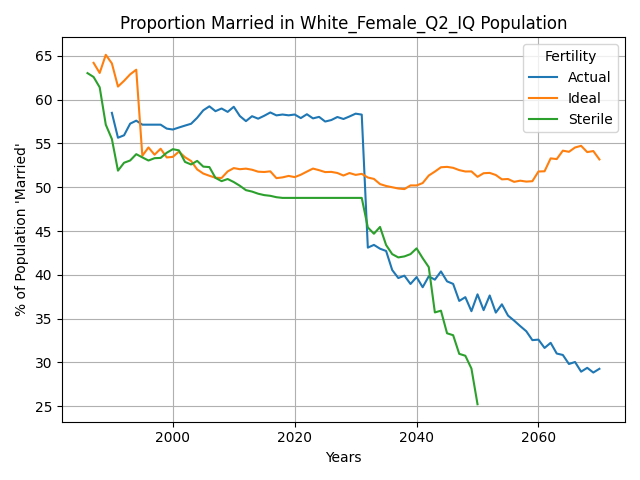 Proportion Married in White_Female_Q2_IQ Population
Fertility
Actual
Ideal
Sterile
% of Population 'Married'
65
60
55
50
45
40
35
30
25
2000
2020
2040
2060
Years